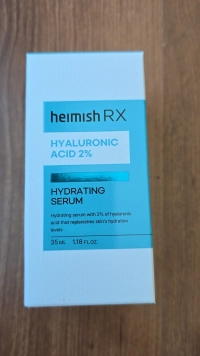 heimish RX
HYALURONIC
ACID 2%
HYDRATING
SERUM
Hydrating serum with 2% of hyaluronic
acid that replenishes skin's hydration
levels
35 ML 1.18 FL.OZ